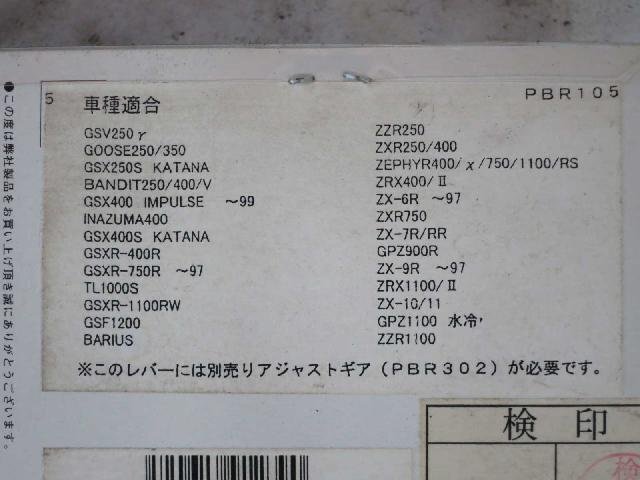 ●この度は弊社製品をお買い上げ頂き誠にありがとうございます。
5
車種適合
PBR105
GSV250γ
GOOSE250/350
GSX250S KATANA
BANDIT250/400/V
GSX400 IMPULSE ～99
INAZUMA400
GSX400S KATANA
GSXR-400R
GSXR-750R ～97
TL1000S
GSXR-1100RW
GSF1200
BARIUS
ZZR250
ZXR250/400
ZEPHYR400/χ/750/1100/RS
ZRX400/Ⅱ
ZX-6R ～97
ZXR750
ZX-7R/RR
GPZ900R
ZX-9R ～97
ZRX1100/Ⅱ
ZX-10/11
GPZ1100 水冷
ZZR1100
※このレバーには別売りアジャストギア(PBR302)が必要です。
検印
検